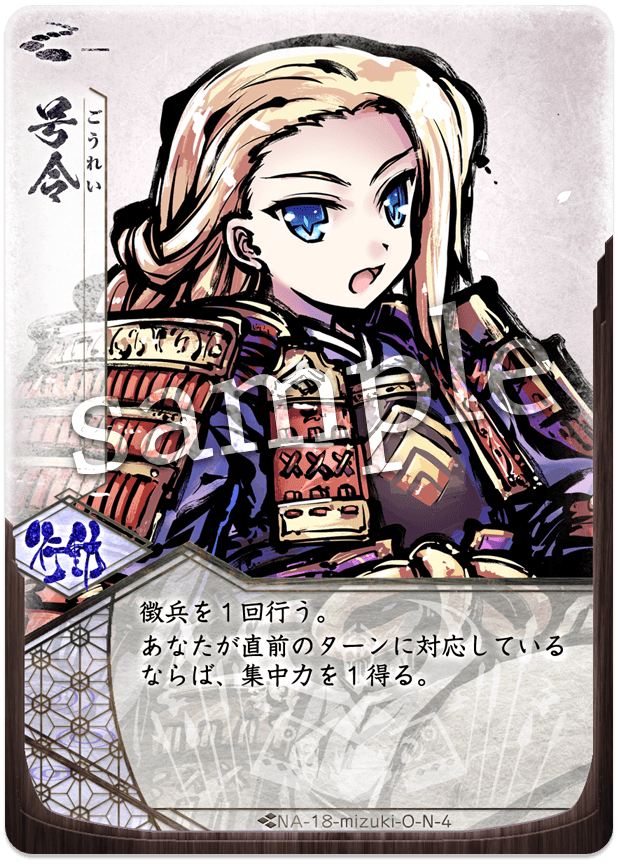 号令
ごうれい
sample
行動
徴兵を１回行う。
あなたが直前のターンに対応している
ならば、集中力を１得る。
NA-18-mizuki-O-N-4